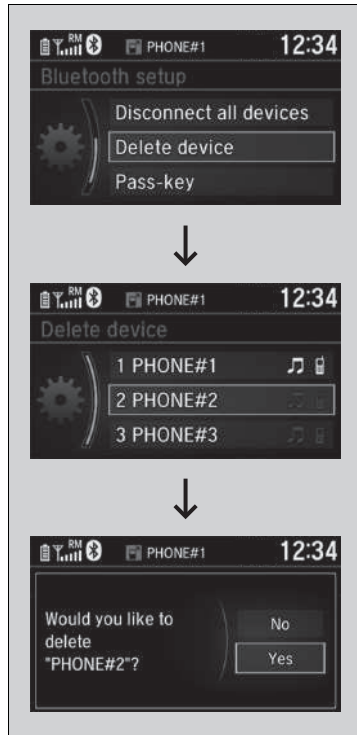 RM PHONE#1 12:34
Bluetooth setup
Disconnect all devices
Delete device
Pass-key
RM PHONE#1 12:34
Delete device
1 PHONE#1
2 PHONE#2
3 PHONE#3
RM PHONE#1 12:34
Would you like to
delete
"PHONE#2"?
No
Yes